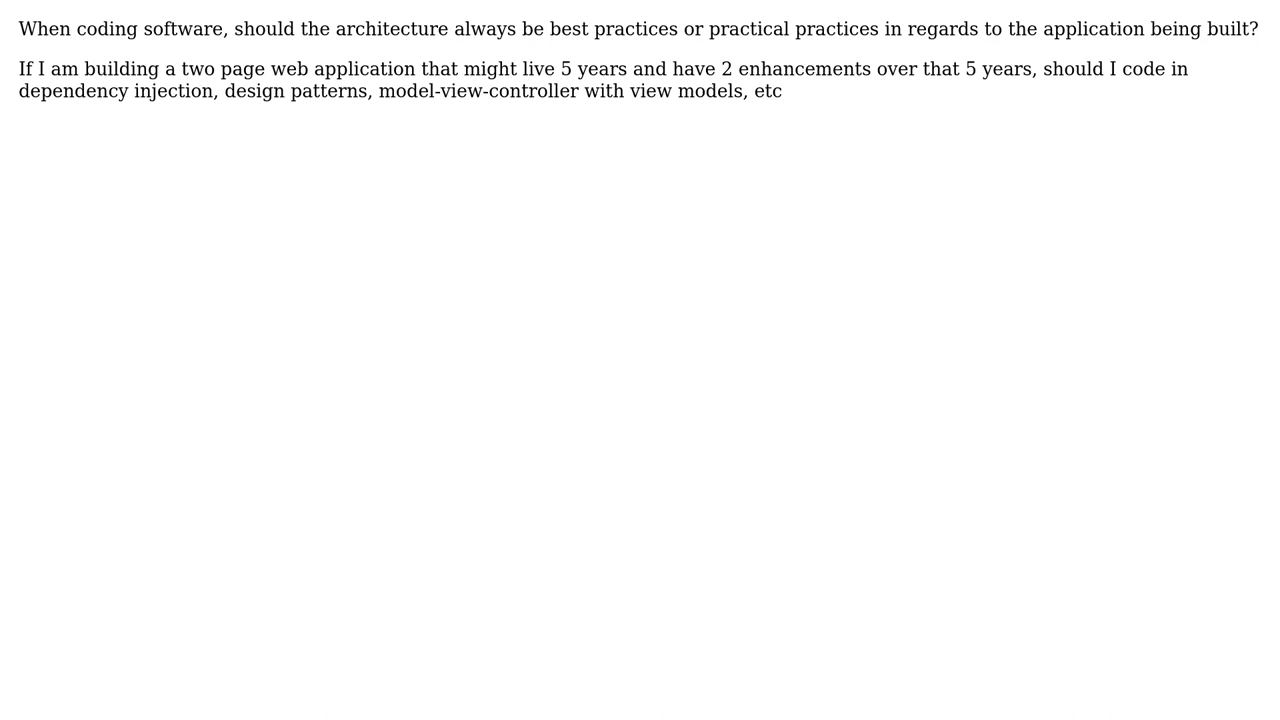 When coding software, should the architecture always be best practices or practical practices in regards to the application being built?
If I am building a two page web application that might live 5 years and have 2 enhancements over that 5 years, should I code in
dependency injection, design patterns, model-view-controller with view models, etc